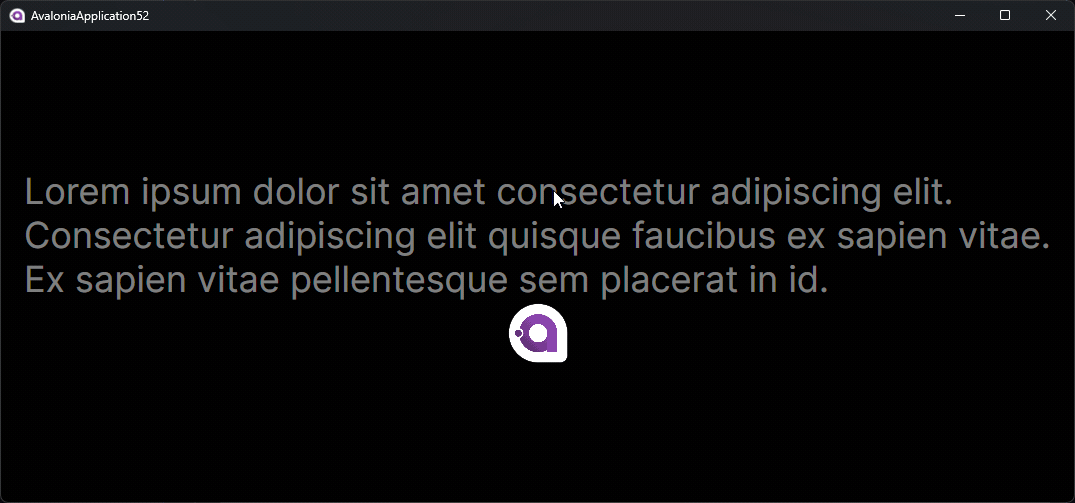 AvaloniaApplication52
Lorem ipsum dolor sit amet consectetur adipiscing elit.
Consectetur adipiscing elit quisque faucibus ex sapien vitae.
Ex sapien vitae pellentesque sem placerat in id.